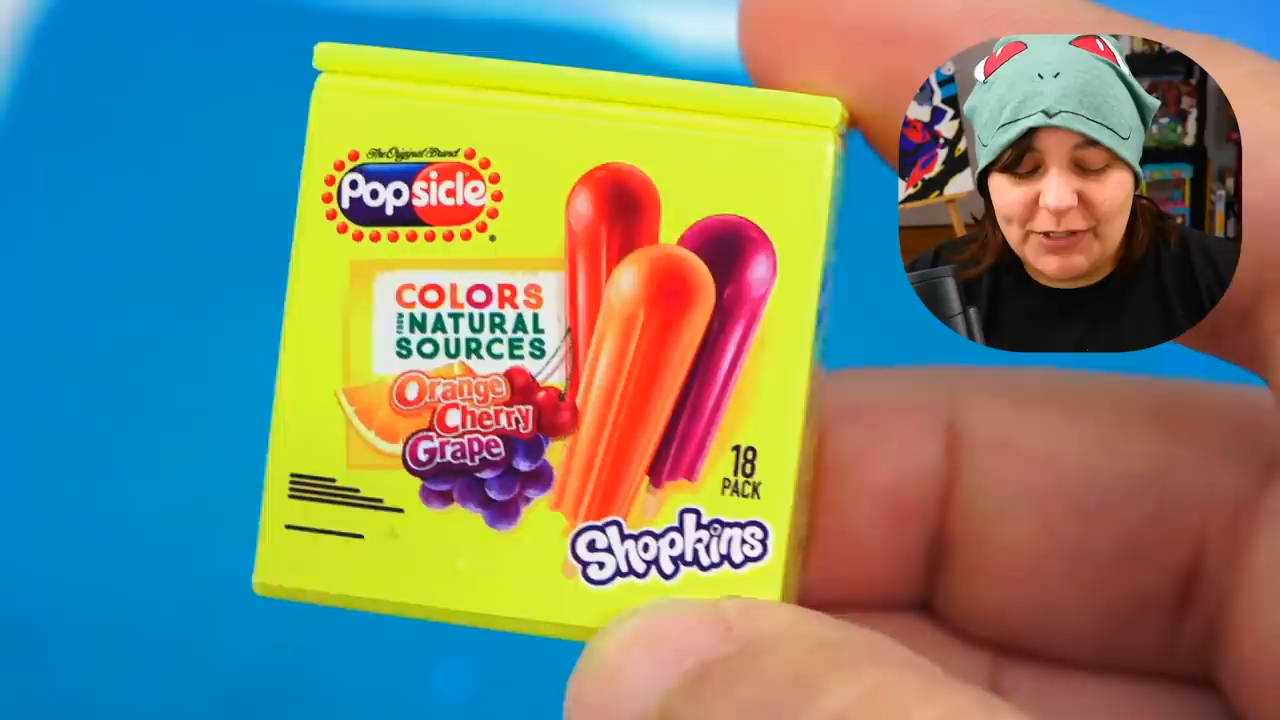 The Original Brand
Popsicle
COLORS
FROM NATURAL
SOURCES
Orange
Cherry
Grape
18
PACK
Shopkins